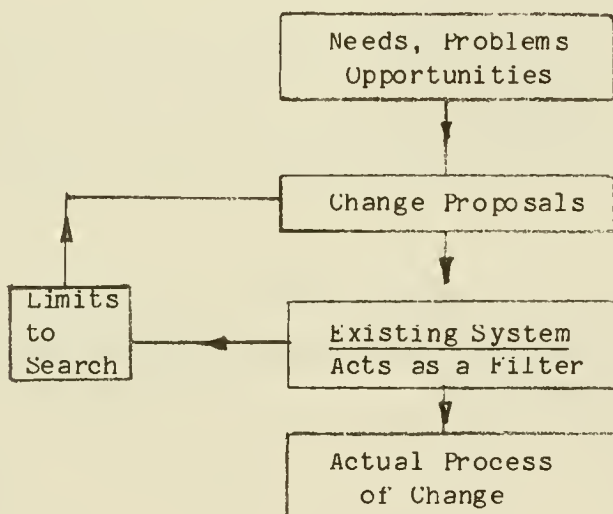 Needs, Problems
Opportunities
Change Proposals
Limits
to
Search
Existing System
Acts as a Filter
Actual Process
of Change